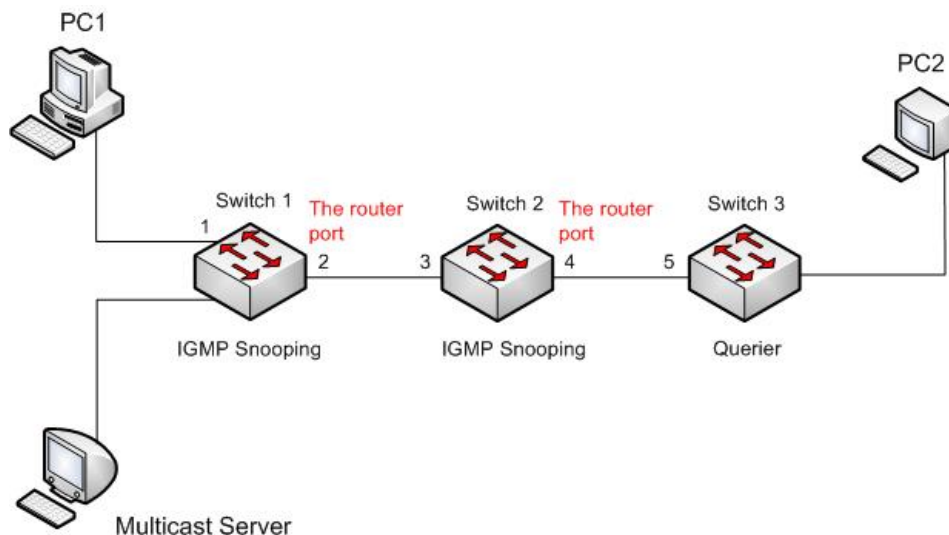 PC1
PC2
Switch 1
The router
port
Switch 2
The router
port
Switch 3
1
2
3
4
5
IGMP Snooping
IGMP Snooping
Querier
Multicast Server